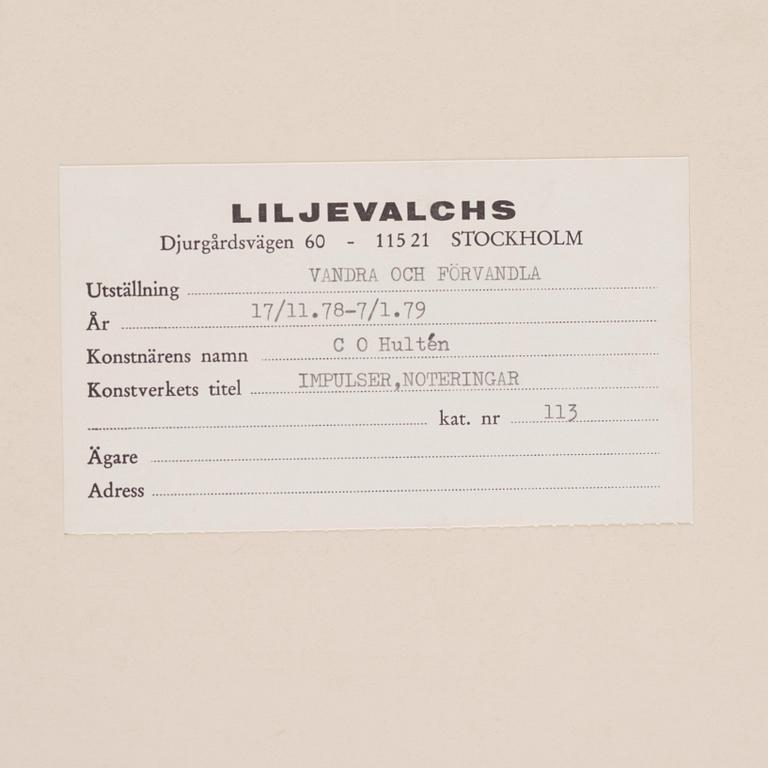 LILJEVALCHS
Djurgårdsvägen 60 - 115 21 STOCKHOLM
Utställning VANDRA OCH FÖRVANDLA
År 17/11.78-7/1.79
Konstnärens namn C O Hultén
Konstverkets titel IMPULSER,NOTERINGAR
kat. nr 113
Ägare
Adress